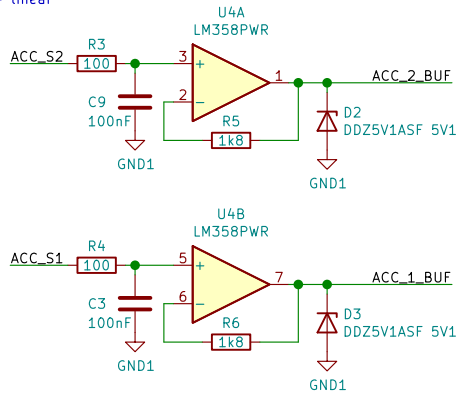 linear
U4A
LM358PWR
ACC_S2
R3
100
3
+
1
ACC_2_BUF
2
−
C9
100nF
R5
1k8
D2
DDZ5V1ASF 5V1
GND1
GND1
U4B
LM358PWR
ACC_S1
R4
100
5
+
7
ACC_1_BUF
6
−
C3
100nF
R6
1k8
D3
DDZ5V1ASF 5V1
GND1
GND1